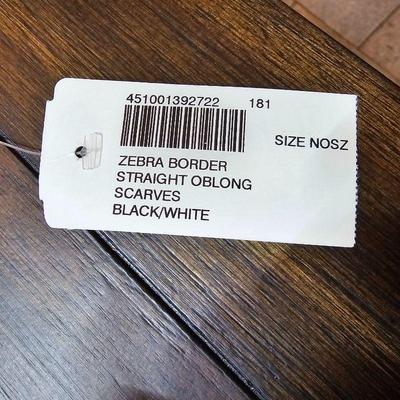 451001392722 181
SIZE NOSZ
ZEBRA BORDER
STRAIGHT OBLONG
SCARVES
BLACK/WHITE